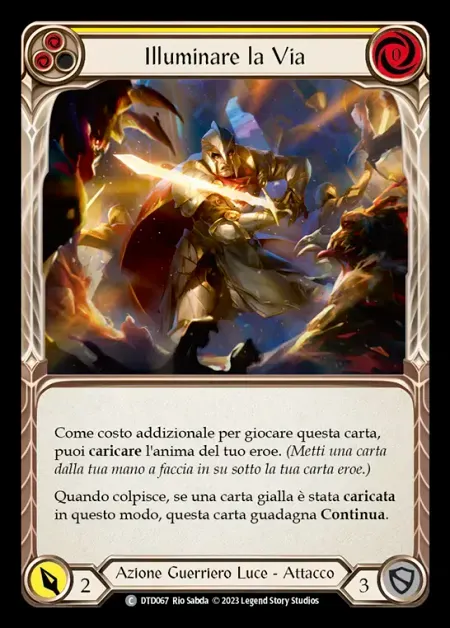 Illuminare la Via
0
Come costo addizionale per giocare questa carta,
puoi caricare l'anima del tuo eroe. (Metti una carta
dalla tua mano a faccia in su sotto la tua carta eroe.)
Quando colpisce, se una carta gialla è stata caricata
in questo modo, questa carta guadagna Continua.
2
Azione Guerriero Luce - Attacco
3
C DTD067 Rio Sabda © 2023 Legend Story Studios